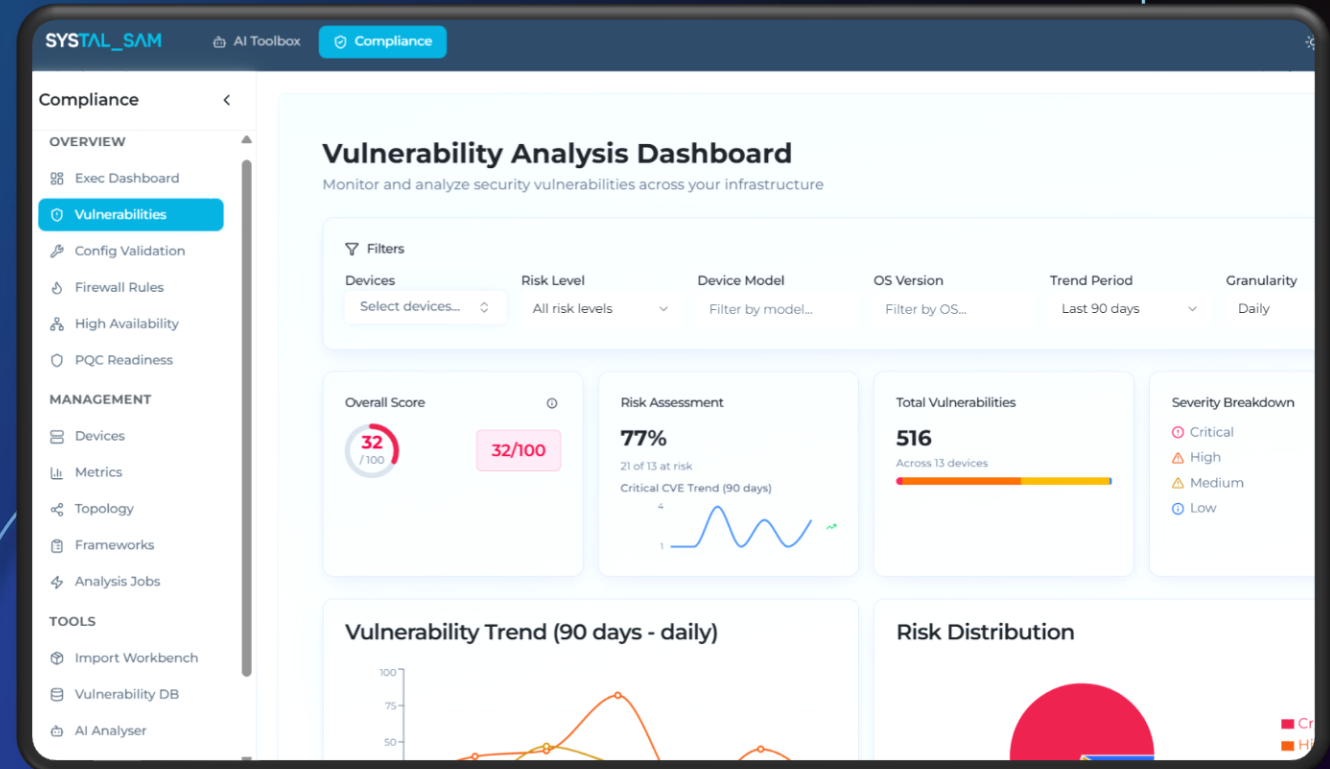 SYSTAL_SAM
AI Toolbox
Compliance
Compliance
OVERVIEW
Exec Dashboard
Vulnerabilities
Config Validation
Firewall Rules
High Availability
PQC Readiness
MANAGEMENT
Devices
Metrics
Topology
Frameworks
Analysis Jobs
TOOLS
Import Workbench
Vulnerability DB
AI Analyser
Vulnerability Analysis Dashboard
Monitor and analyze security vulnerabilities across your infrastructure
Filters
Devices
Select devices...
Risk Level
All risk levels
Device Model
Filter by model...
OS Version
Filter by OS...
Trend Period
Last 90 days
Granularity
Daily
Overall Score
32
/ 100
32/100
Risk Assessment
77%
21 of 13 at risk
Critical CVE Trend (90 days)
4
1
Total Vulnerabilities
516
Across 13 devices
Severity Breakdown
Critical
High
Medium
Low
Vulnerability Trend (90 days - daily)
100
75
50
Risk Distribution
Cr
Hi